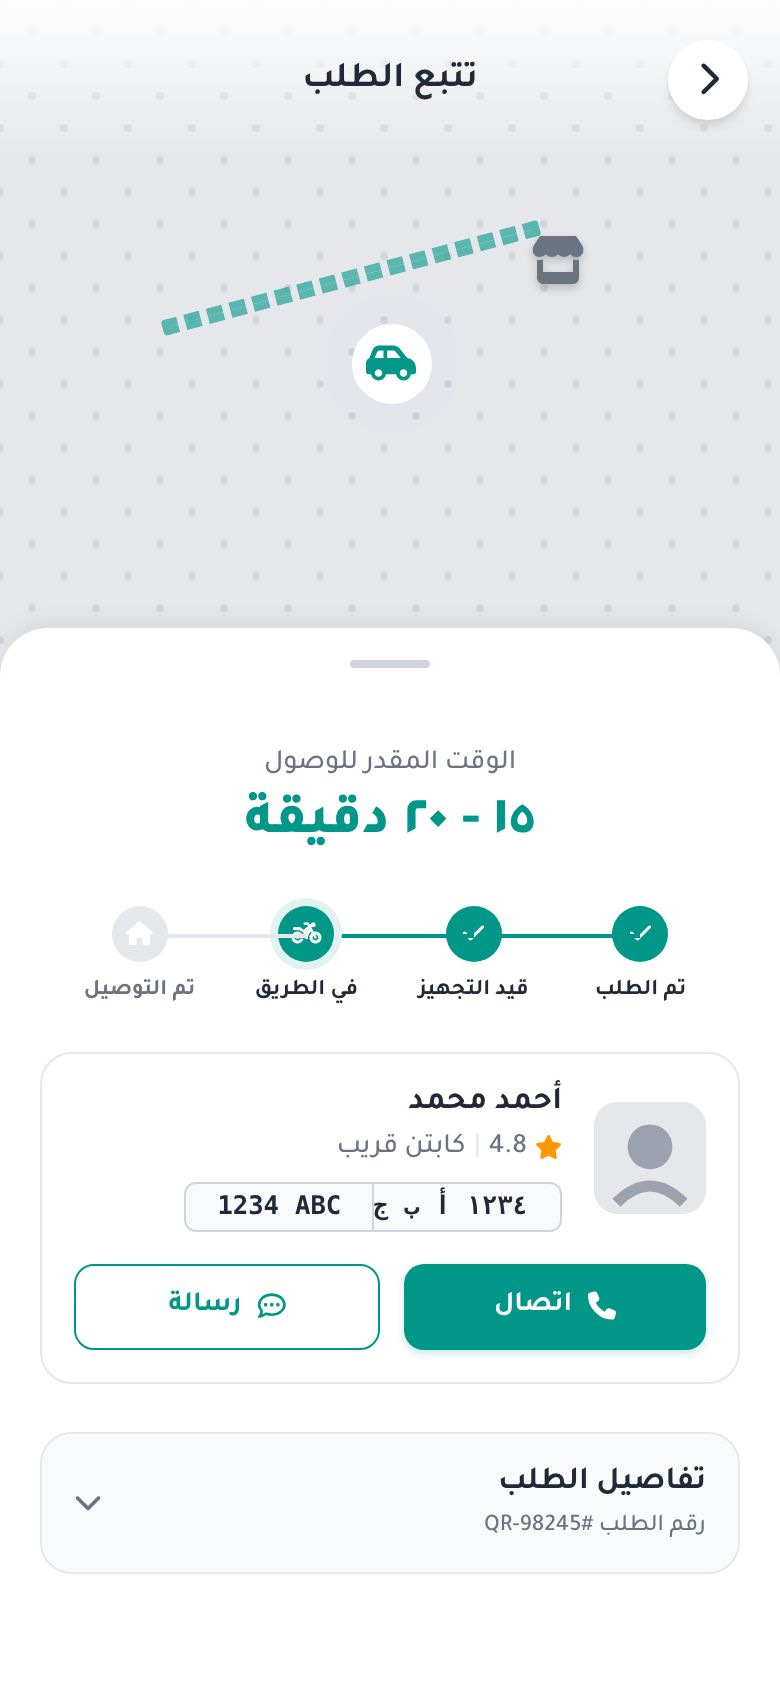 تتبع الطلب
الوقت المقدر للوصول
١٥ - ٢٠ دقيقة
تم الطلب
قيد التجهيز
في الطريق
تم التوصيل
أحمد محمد
4.8 | كابتن قريب
١٢٣٤ أ ب ج
1234 ABC
اتصال
رسالة
تفاصيل الطلب
رقم الطلب #QR-98245